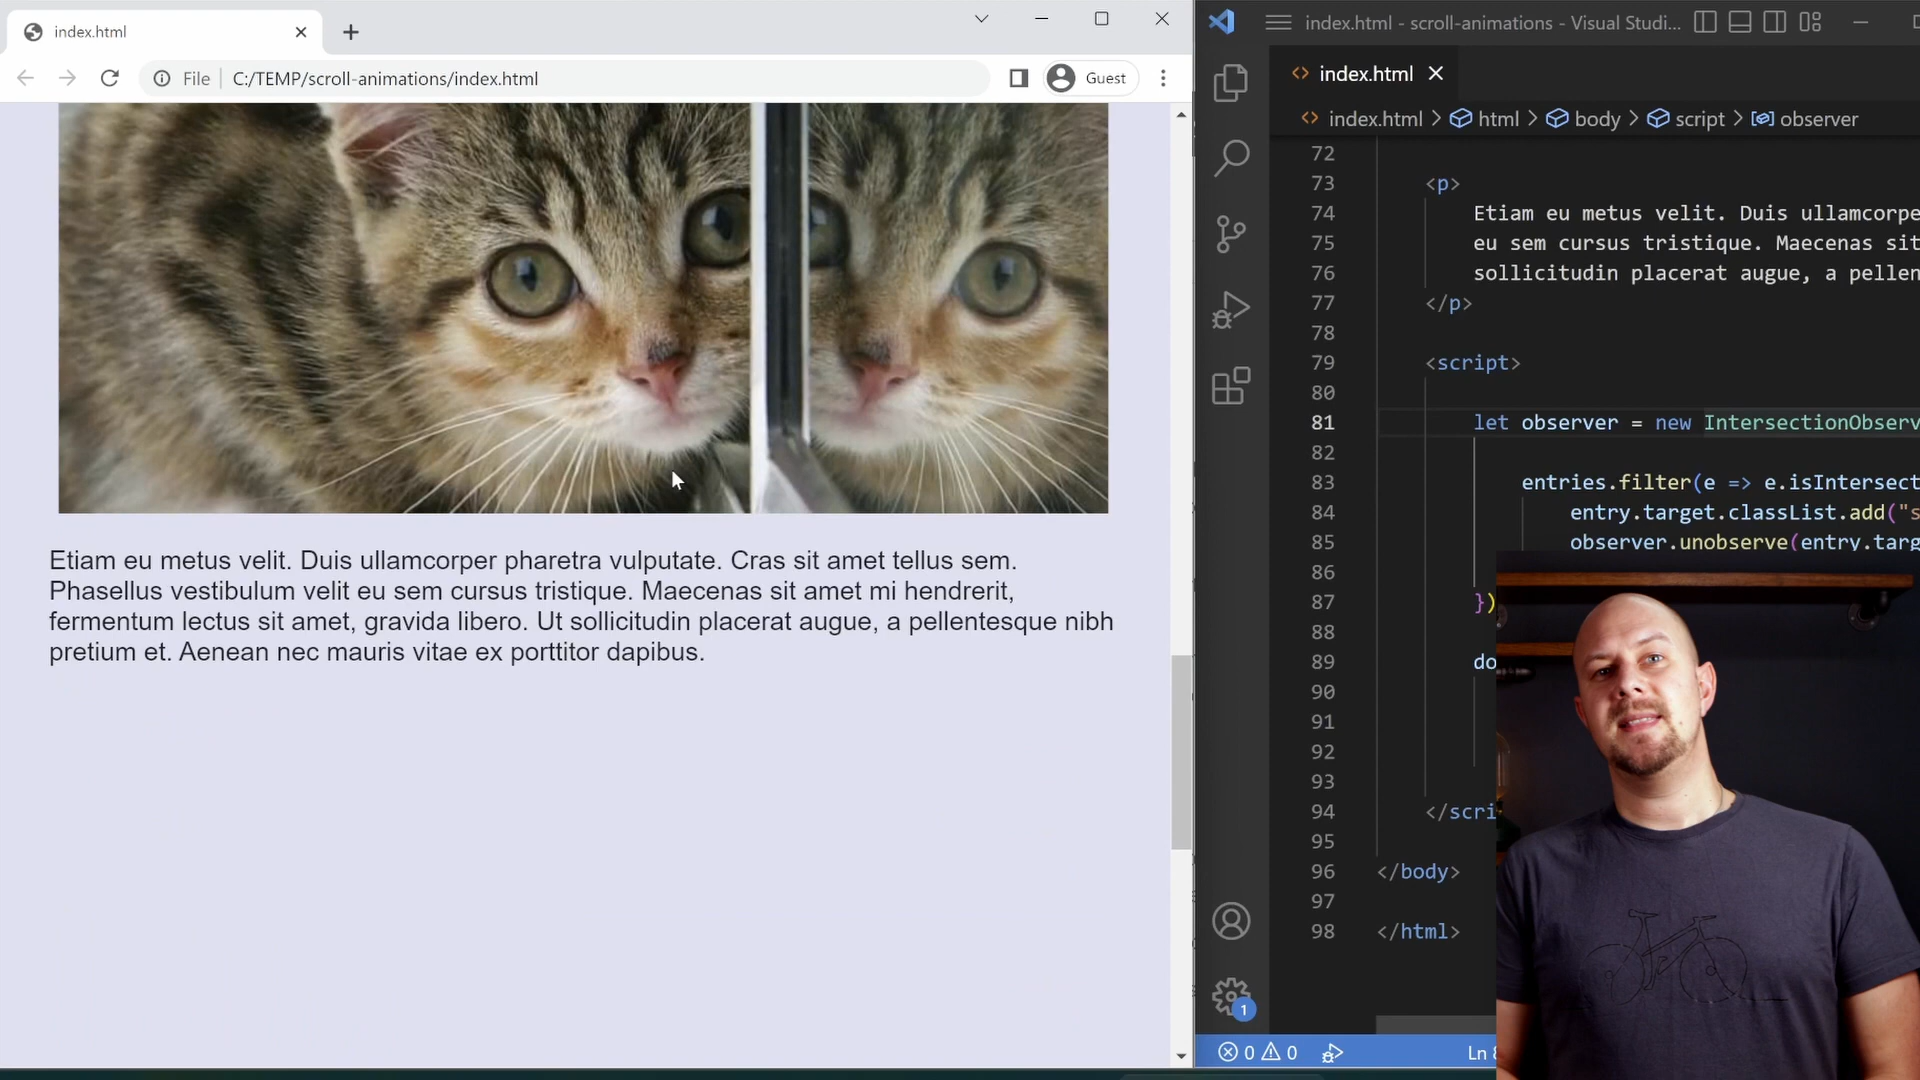 index.html
File
C:/TEMP/scroll-animations/index.html
Guest
Etiam eu metus velit. Duis ullamcorper pharetra vulputate. Cras sit amet tellus sem.
Phasellus vestibulum velit eu sem cursus tristique. Maecenas sit amet mi hendrerit,
fermentum lectus sit amet, gravida libero. Ut sollicitudin placerat augue, a pellentesque nibh
pretium et. Aenean nec mauris vitae ex porttitor dapibus.
index.html - scroll-animations - Visual Studi...
index.html
index.html > html > body > script > observer
72
73 <p>
74 Etiam eu metus velit. Duis ullamcorpe
75 eu sem cursus tristique. Maecenas sit
76 sollicitudin placerat augue, a pellen
77 </p>
78
79 <script>
80
81 let observer = new IntersectionObserv
82
83 entries.filter(e => e.isIntersect
84 entry.target.classList.add("s
85 observer.unobserve(entry.targ
86
87 })
88
89 do
90
91
92
93
94 </scri
95
96 </body>
97
98 </html>
1
0 0
Ln 8